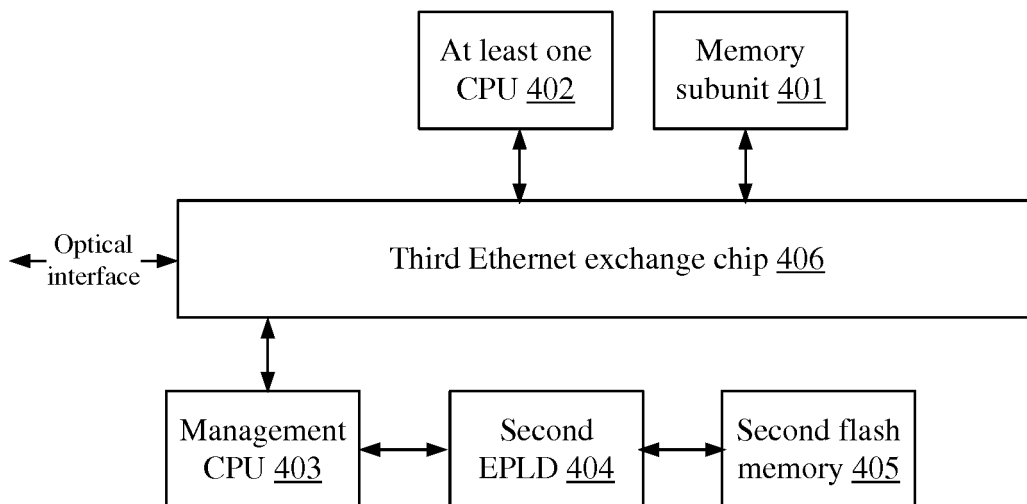 At least one
CPU 402
Memory
subunit 401
Optical
interface
Third Ethernet exchange chip 406
Management
CPU 403
Second
EPLD 404
Second flash
memory 405